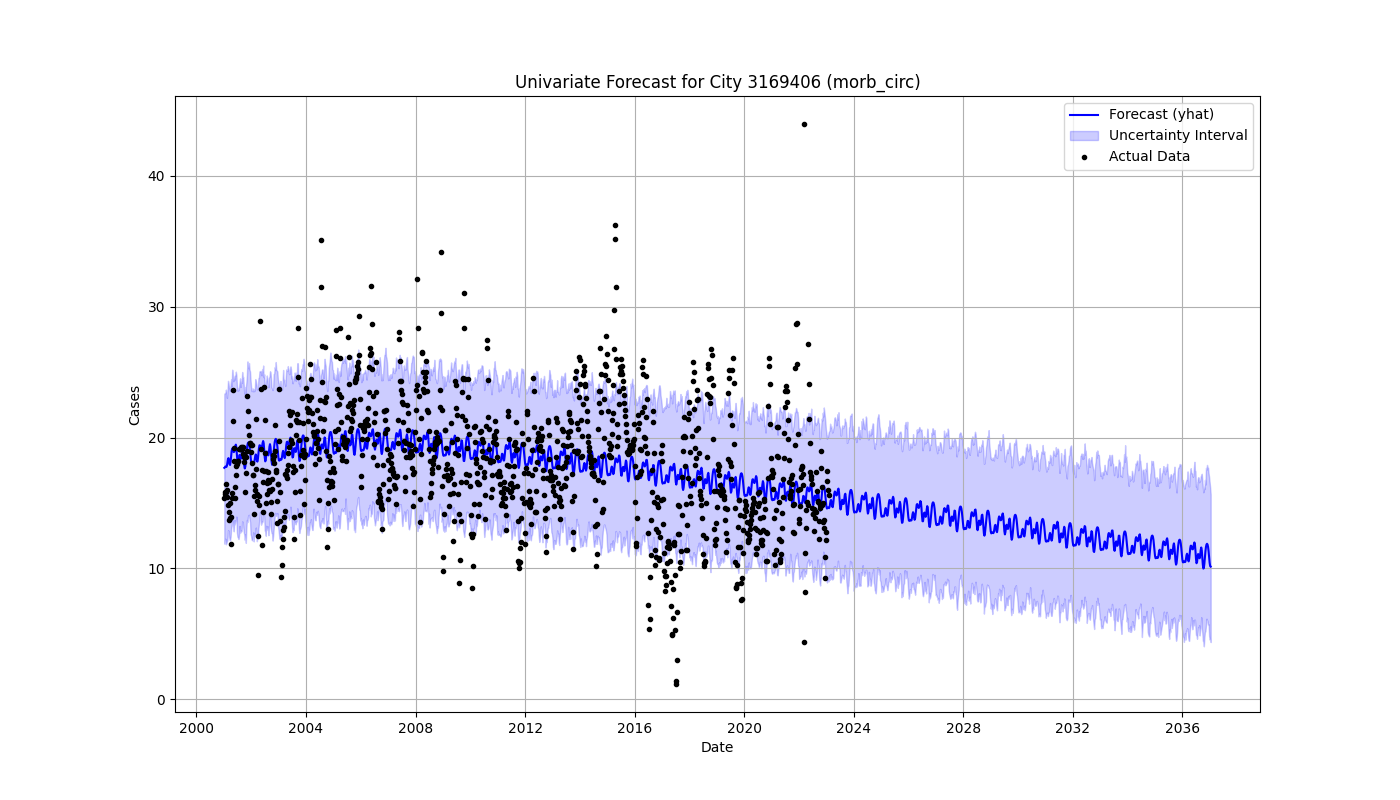 Univariate Forecast for City 3169406 (morb_circ)
Forecast (yhat)
Uncertainty Interval
Actual Data
Cases
40
30
20
10
0
2000 2004 2008 2012 2016 2020 2024 2028 2032 2036
Date